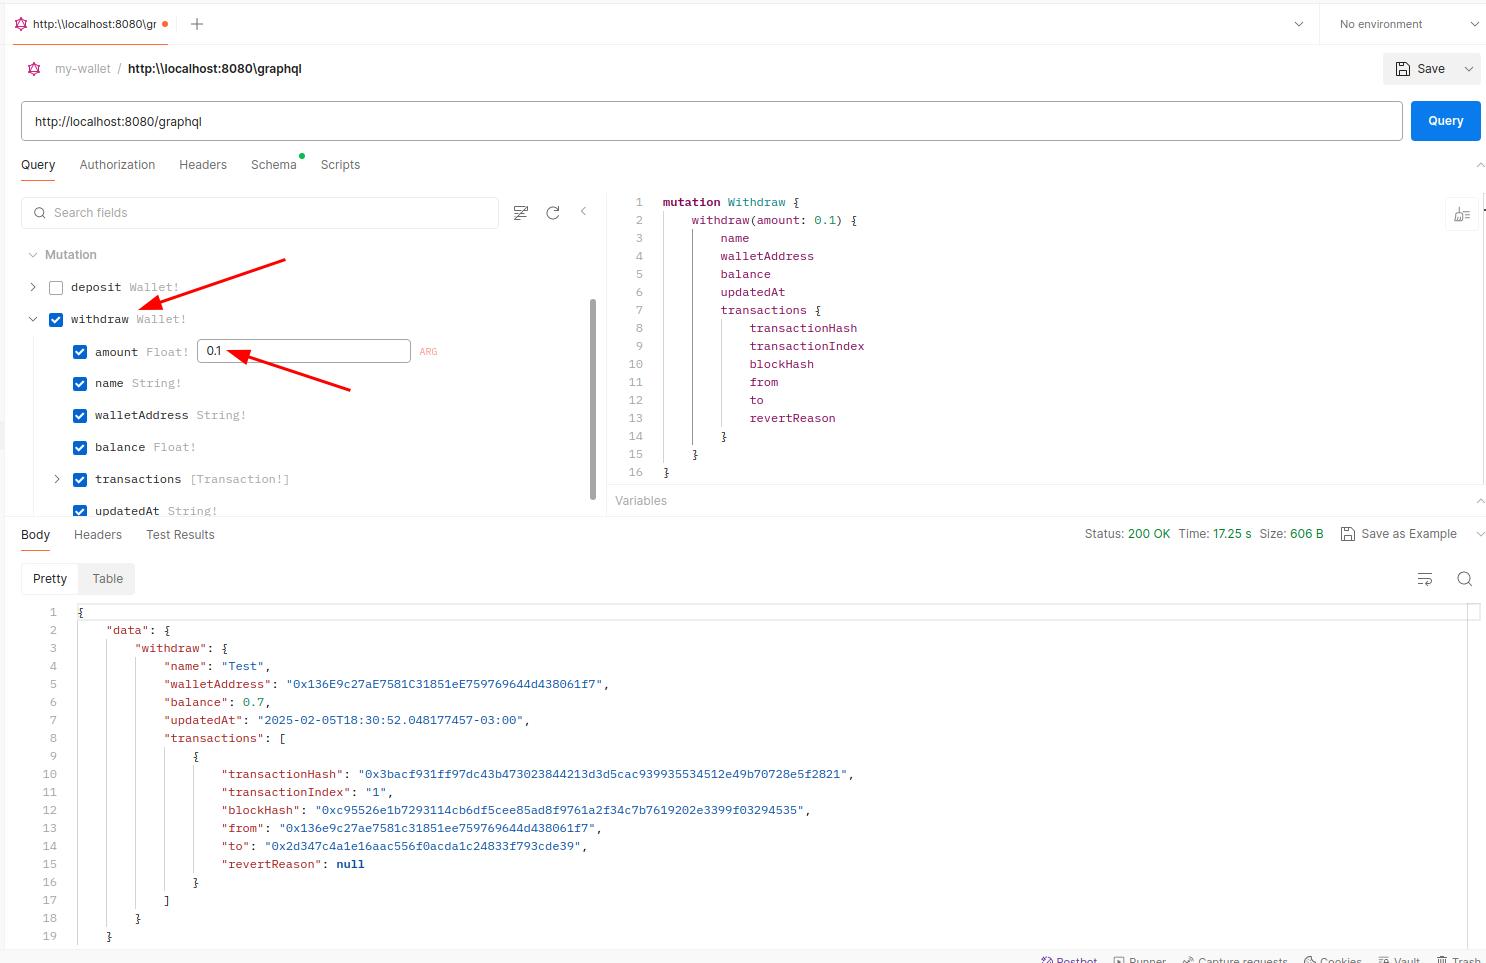 http:\\localhost:8080\gr
No environment
my-wallet / http:\\localhost:8080\graphql
Save
http://localhost:8080/graphql
Query
Query Authorization Headers Schema Scripts
Search fields
Mutation
deposit Wallet!
withdraw Wallet!
amount Float! 0.1 ARG
name String!
walletAddress String!
balance Float!
transactions [Transaction!]
updatedAt String!
1 mutation Withdraw {
2 withdraw(amount: 0.1) {
3 name
4 walletAddress
5 balance
6 updatedAt
7 transactions {
8 transactionHash
9 transactionIndex
10 blockHash
11 from
12 to
13 revertReason
14 }
15 }
16 }
Variables
Body Headers Test Results
Status: 200 OK Time: 17.25 s Size: 606 B Save as Example
Pretty Table
1 {
2 "data": {
3 "withdraw": {
4 "name": "Test",
5 "walletAddress": "0x136E9c27aE7581C31851eE759769644d438061f7",
6 "balance": 0.7,
7 "updatedAt": "2025-02-05T18:30:52.048177457-03:00",
8 "transactions": [
9 {
10 "transactionHash": "0x3bacf931ff97dc43b473023844213d3d5cac939935534512e49b70728e5f2821",
11 "transactionIndex": "1",
12 "blockHash": "0xc95526e1b7293114cb6df5cee85ad8f9761a2f34c7b7619202e3399f03294535",
13 "from": "0x136e9c27ae7581c31851ee759769644d438061f7",
14 "to": "0x2d347c4a1e16aac556f0acda1c24833f793cde39",
15 "revertReason": null
16 }
17 ]
18 }
19 }
Postbot Runner Capture requests Cookies Vault Trash